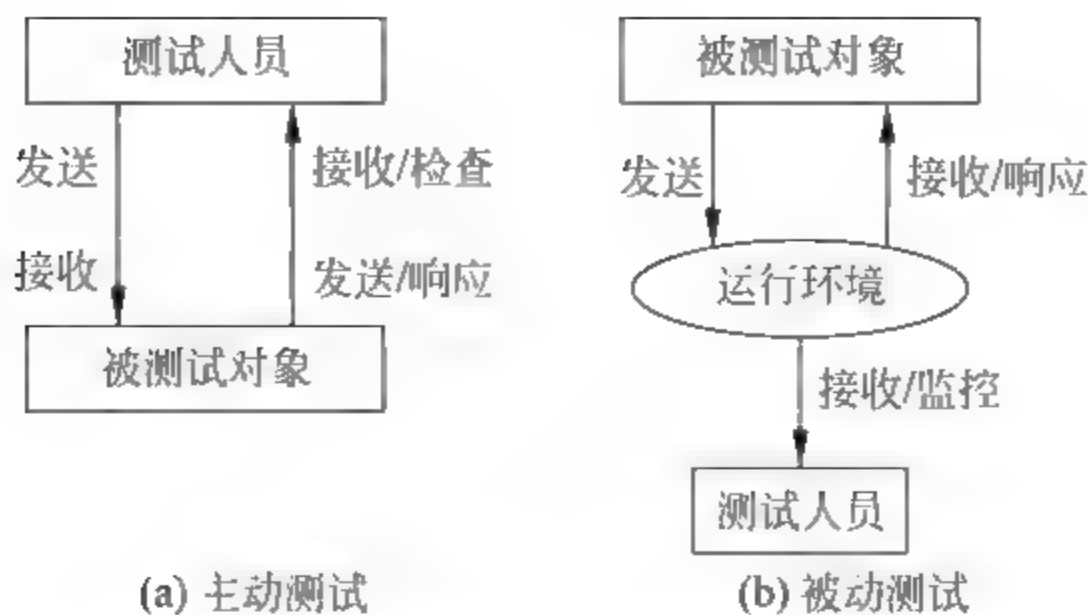 测试人员
被测试对象
发送
接收/检查
发送
接收/响应
接收
发送/响应
运行环境
被测试对象
接收/监控
测试人员
(a) 主动测试
(b) 被动测试